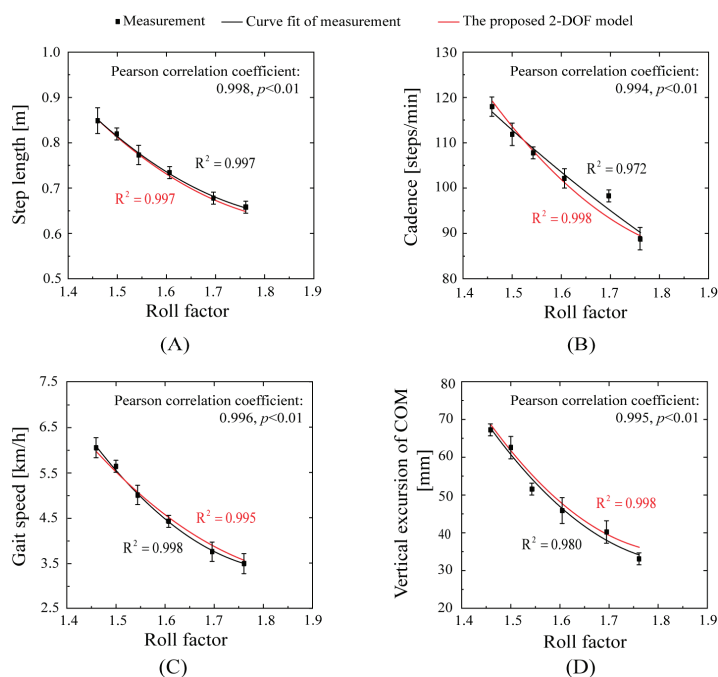 Measurement Curve fit of measurement The proposed 2-DOF model
Pearson correlation coefficient:
0.998, p<0.01
Step length [m]
1.0
0.9
0.8
0.7
0.6
0.5
R² = 0.997
R² = 0.997
1.4 1.5 1.6 1.7 1.8 1.9
Roll factor
(A)
Pearson correlation coefficient:
0.994, p<0.01
Cadence [steps/min]
130
120
110
100
90
80
R² = 0.972
R² = 0.998
1.4 1.5 1.6 1.7 1.8 1.9
Roll factor
(B)
Pearson correlation coefficient:
0.996, p<0.01
Gait speed [km/h]
7.5
6.5
5.5
4.5
3.5
2.5
R² = 0.995
R² = 0.998
1.4 1.5 1.6 1.7 1.8 1.9
Roll factor
(C)
Pearson correlation coefficient:
0.995, p<0.01
Vertical excursion of COM
[mm]
80
70
60
50
40
30
20
R² = 0.998
R² = 0.980
1.4 1.5 1.6 1.7 1.8 1.9
Roll factor
(D)